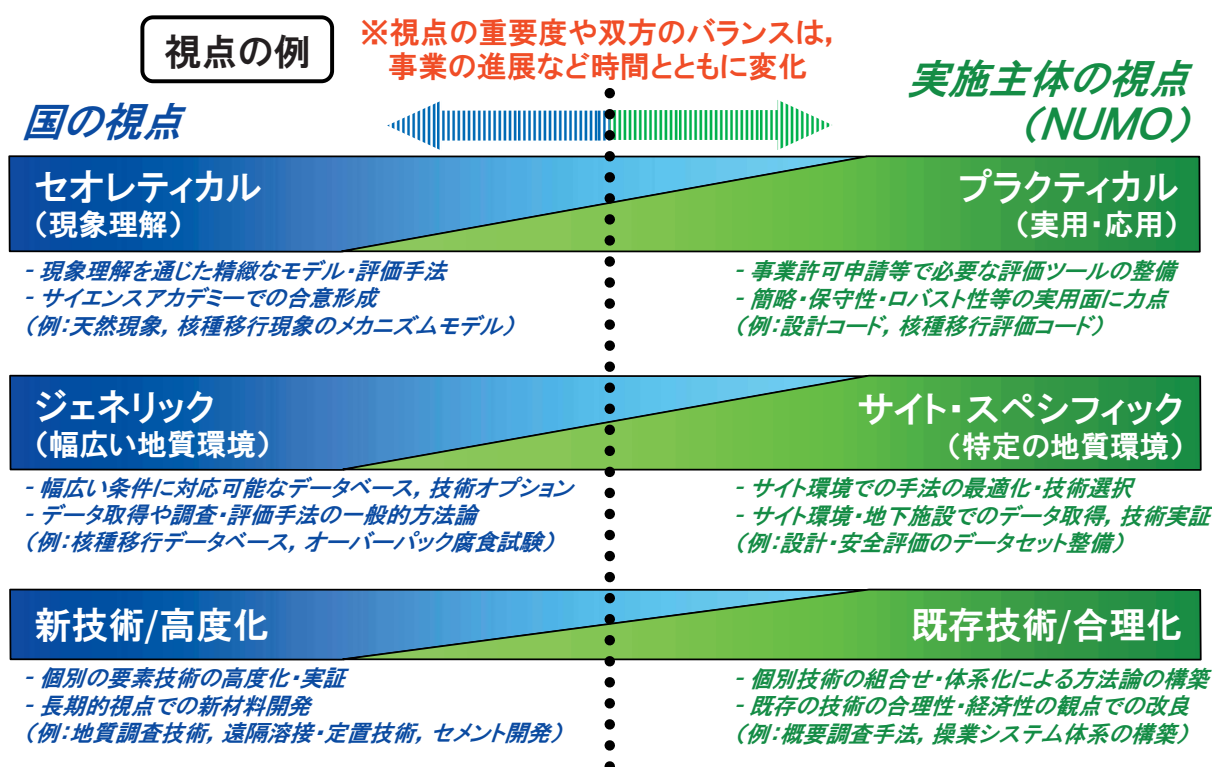 視点の例
※視点の重要度や双方のバランスは,
事業の進展など時間とともに変化
国の視点
実施主体の視点
(NUMO)
セオレティカル
(現象理解)
プラクティカル
(実用・応用)
- 現象理解を通じた精緻なモデル・評価手法
- サイエンスアカデミーでの合意形成
(例:天然現象, 核種移行現象のメカニズムモデル)
- 事業許可申請等で必要な評価ツールの整備
- 簡略・保守性・ロバスト性等の実用面に力点
(例:設計コード, 核種移行評価コード)
ジェネリック
(幅広い地質環境)
サイト・スペシフィック
(特定の地質環境)
- 幅広い条件に対応可能なデータベース, 技術オプション
- データ取得や調査・評価手法の一般的方法論
(例:核種移行データベース, オーバーパック腐食試験)
- サイト環境での手法の最適化・技術選択
- サイト環境・地下施設でのデータ取得, 技術実証
(例:設計・安全評価のデータセット整備)
新技術/高度化
既存技術/合理化
- 個別の要素技術の高度化・実証
- 長期的視点での新材料開発
(例:地質調査技術, 遠隔溶接・定置技術, セメント開発)
- 個別技術の組合せ・体系化による方法論の構築
- 既存の技術の合理性・経済性の観点での改良
(例:概要調査手法, 操業システム体系の構築)